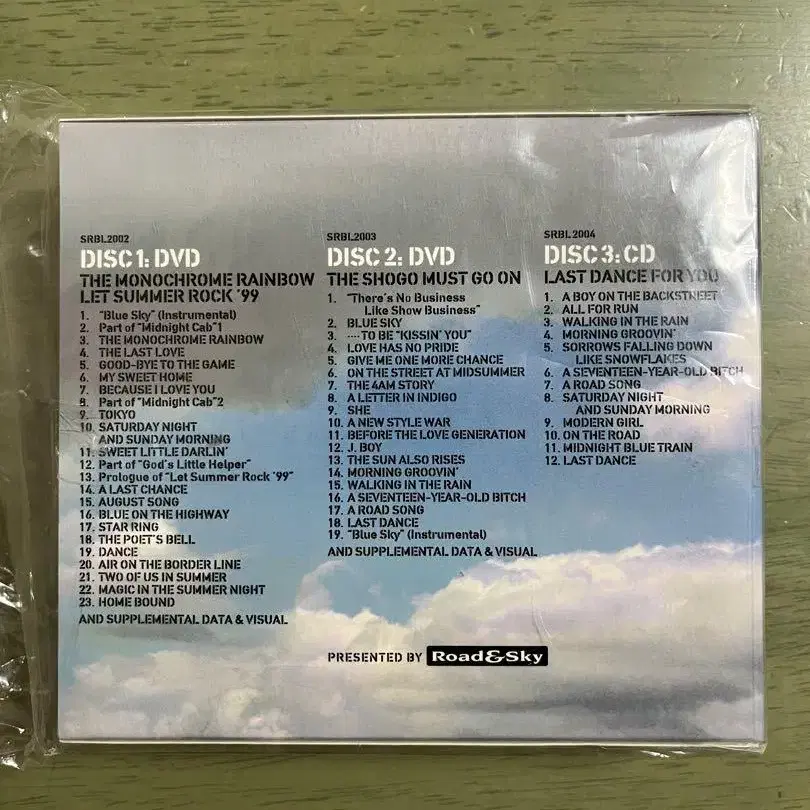 SRBL2002
DISC 1: DVD
THE MONOCHROME RAINBOW
LET SUMMER ROCK '99
1. "Blue Sky" (Instrumental)
2. Part of "Midnight Cab" 1
3. THE MONOCHROME RAINBOW
4. THE LAST LOVE
5. GOOD-BYE TO THE GAME
6. MY SWEET HOME
7. BECAUSE I LOVE YOU
8. Part of "Midnight Cab" 2
9. TOKYO
10. SATURDAY NIGHT
AND SUNDAY MORNING
11. SWEET LITTLE DARLIN'
12. Part of "God's Little Helper"
13. Prologue of "Let Summer Rock '99"
14. A LAST CHANCE
15. AUGUST SONG
16. BLUE ON THE HIGHWAY
17. STAR RING
18. THE POET'S BELL
19. DANCE
20. AIR ON THE BORDER LINE
21. TWO OF US IN SUMMER
22. MAGIC IN THE SUMMER NIGHT
23. HOME BOUND
AND SUPPLEMENTAL DATA & VISUAL
SRBL2003
DISC 2: DVD
THE SHOGO MUST GO ON
1. "There's No Business
Like Show Business"
2. BLUE SKY
3. ····TO BE "KISSIN' YOU"
4. LOVE HAS NO PRIDE
5. GIVE ME ONE MORE CHANCE
6. ON THE STREET AT MIDSUMMER
7. THE 4AM STORY
8. A LETTER IN INDIGO
9. SHE
10. A NEW STYLE WAR
11. BEFORE THE LOVE GENERATION
12. J. BOY
13. THE SUN ALSO RISES
14. MORNING GROOVIN'
15. WALKING IN THE RAIN
16. A SEVENTEEN-YEAR-OLD BITCH
17. A ROAD SONG
18. LAST DANCE
19. "Blue Sky" (Instrumental)
AND SUPPLEMENTAL DATA & VISUAL
SRBL2004
DISC 3: CD
LAST DANCE FOR YOU
1. A BOY ON THE BACKSTREET
2. ALL FOR RUN
3. WALKING IN THE RAIN
4. MORNING GROOVIN'
5. SORROWS FALLING DOWN
LIKE SNOWFLAKES
6. A SEVENTEEN-YEAR-OLD BITCH
7. A ROAD SONG
8. SATURDAY NIGHT
AND SUNDAY MORNING
9. MODERN GIRL
10. ON THE ROAD
11. MIDNIGHT BLUE TRAIN
12. LAST DANCE
PRESENTED BY Road&Sky